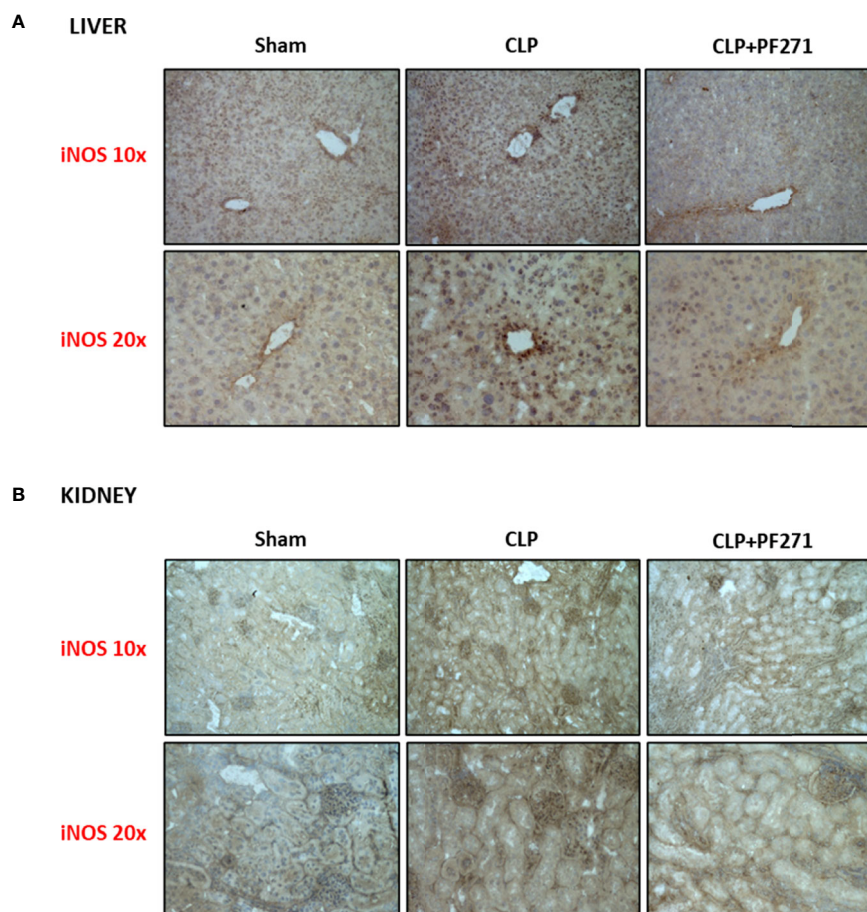 A LIVER
Sham CLP CLP+PF271
iNOS 10x
iNOS 20x
B KIDNEY
Sham CLP CLP+PF271
iNOS 10x
iNOS 20x